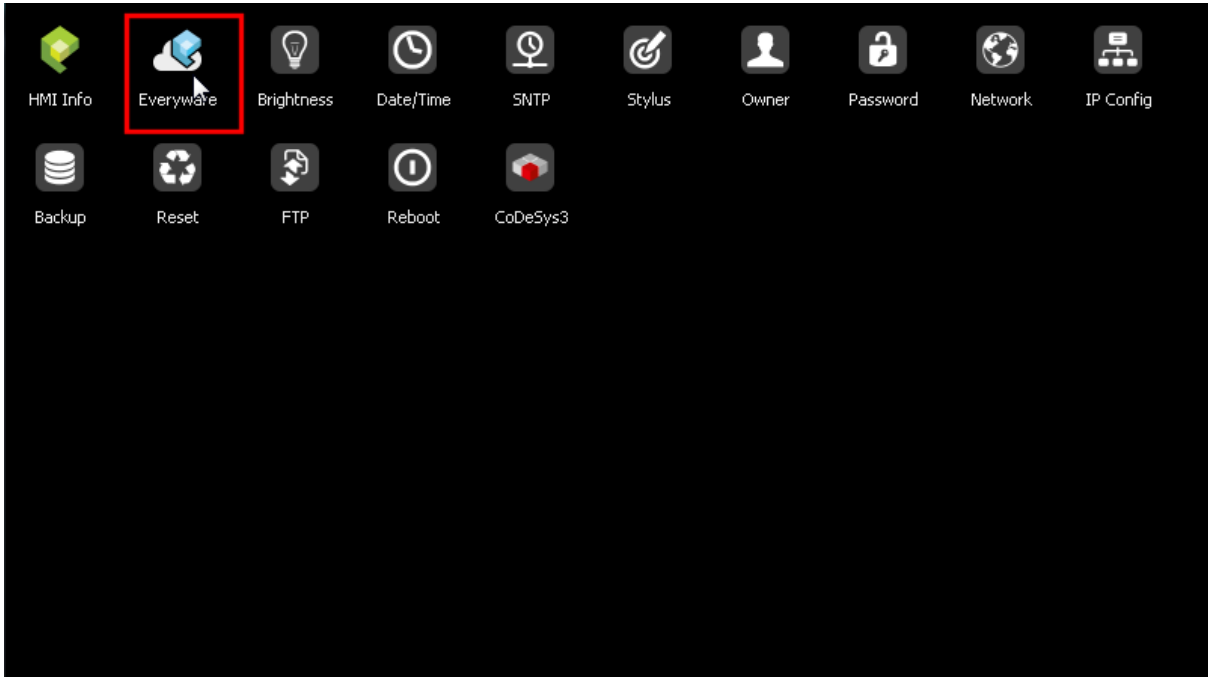 HMI Info Everyware Brightness Date/Time SNTP Stylus Owner Password Network IP Config
Backup Reset FTP Reboot CoDeSys3